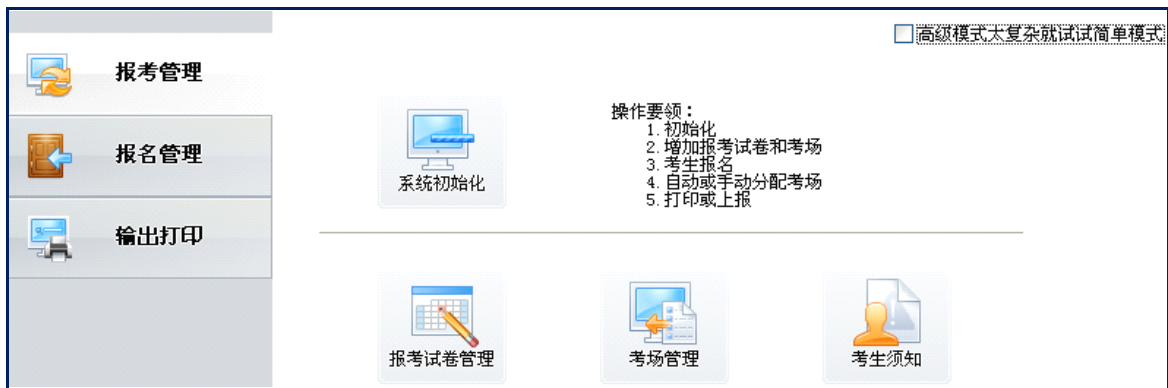 高级模式太复杂就试试简单模式
报考管理
报名管理
输出打印
系统初始化
操作要领：
1.初始化
2.增加报考试卷和考场
3.考生报名
4.自动或手动分配考场
5.打印或上报
报考试卷管理
考场管理
考生须知